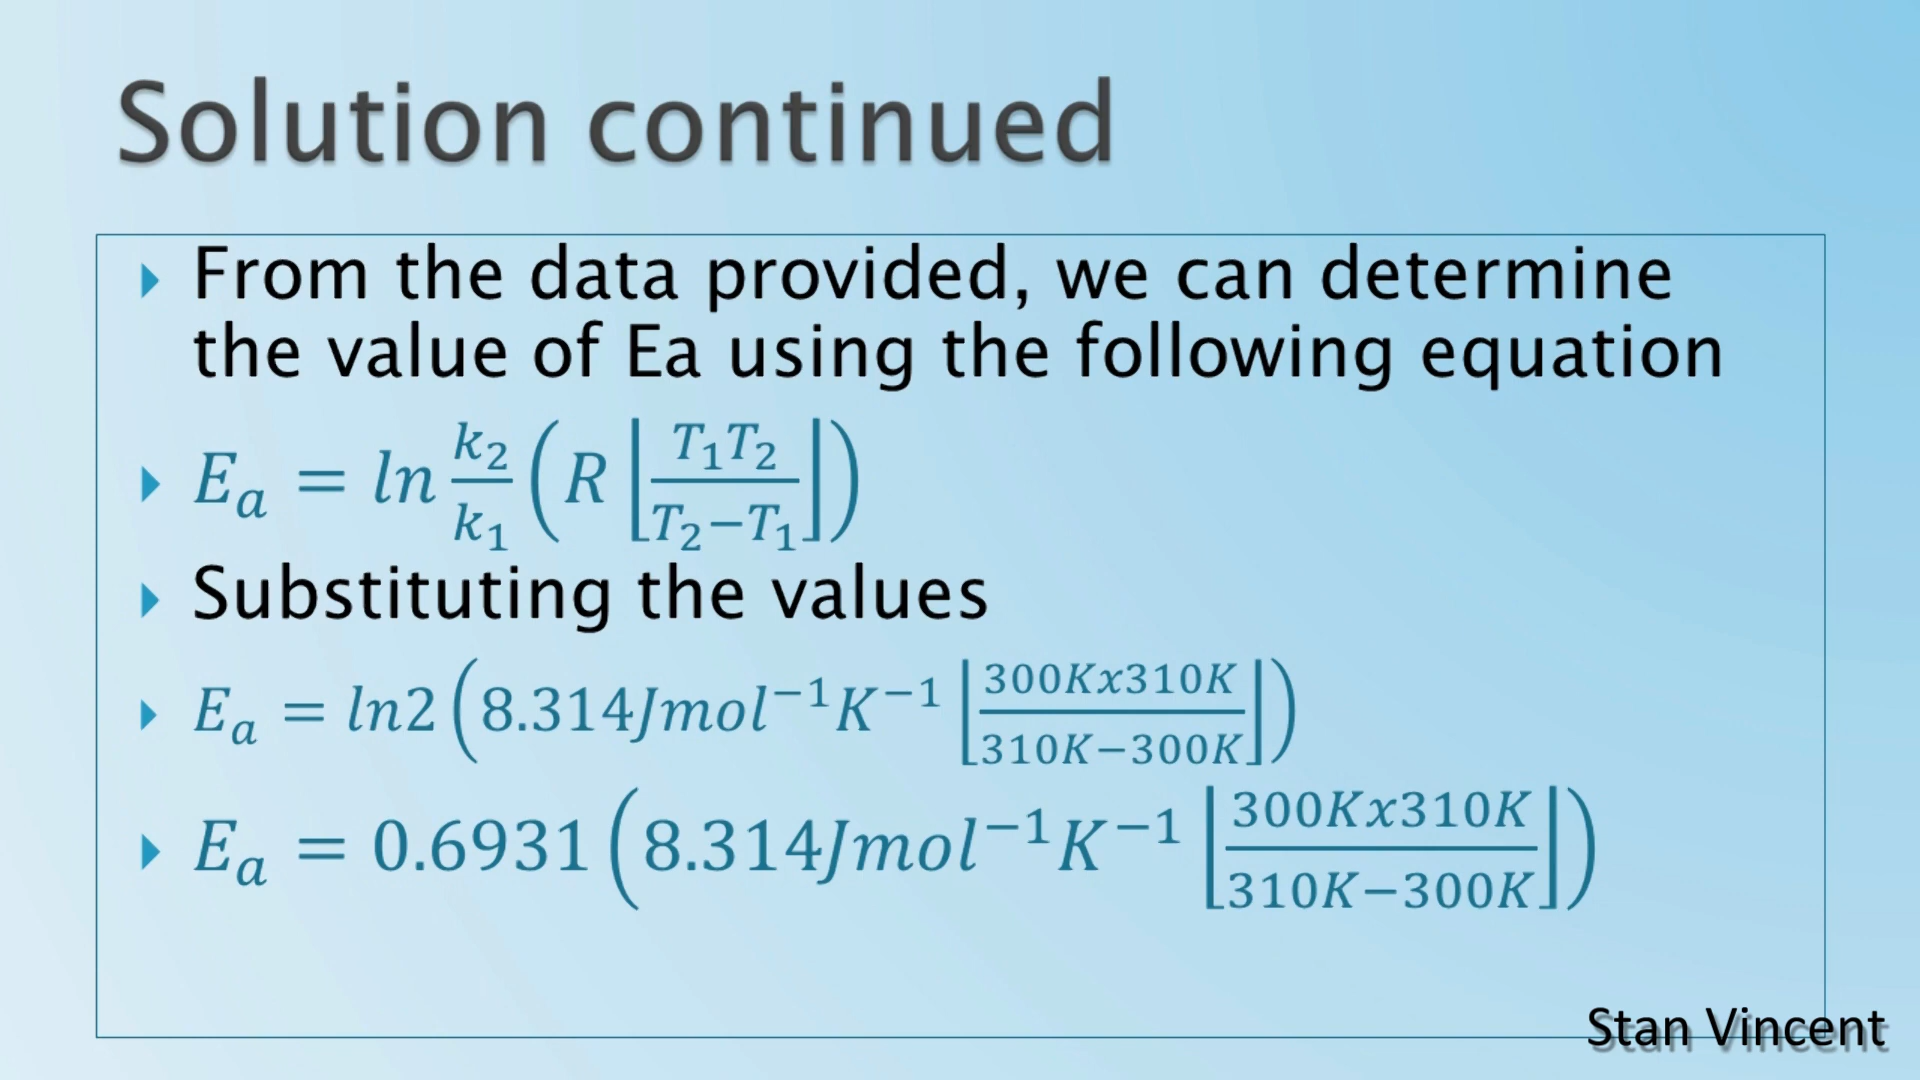 Solution continued
From the data provided, we can determine
the value of Ea using the following equation
E_a = ln k_2/k_1 (R ⌊T_1T_2/T_2−T_1⌋)
Substituting the values
E_a = ln2 (8.314Jmol^−1K^−1 ⌊300Kx310K/310K−300K⌋)
E_a = 0.6931 (8.314Jmol^−1K^−1 ⌊300Kx310K/310K−300K⌋)
Stan Vincent